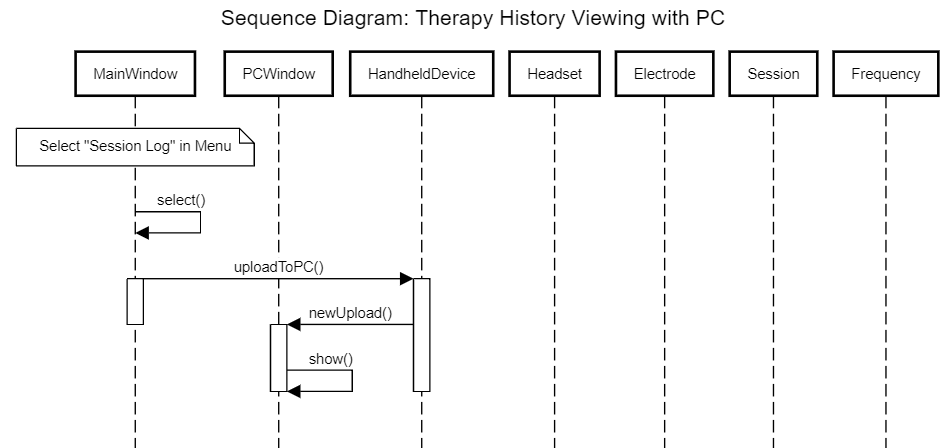 Sequence Diagram: Therapy History Viewing with PC
MainWindow
PCWindow
HandheldDevice
Headset
Electrode
Session
Frequency
Select "Session Log" in Menu
select()
uploadToPC()
newUpload()
show()